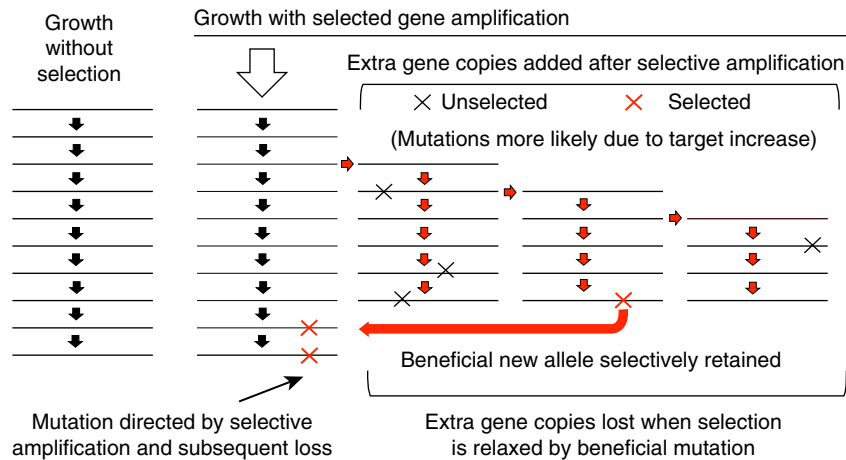 Growth
without
selection
Growth with selected gene amplification
Extra gene copies added after selective amplification
Unselected
Selected
(Mutations more likely due to target increase)
Beneficial new allele selectively retained
Mutation directed by selective
amplification and subsequent loss
Extra gene copies lost when selection
is relaxed by beneficial mutation